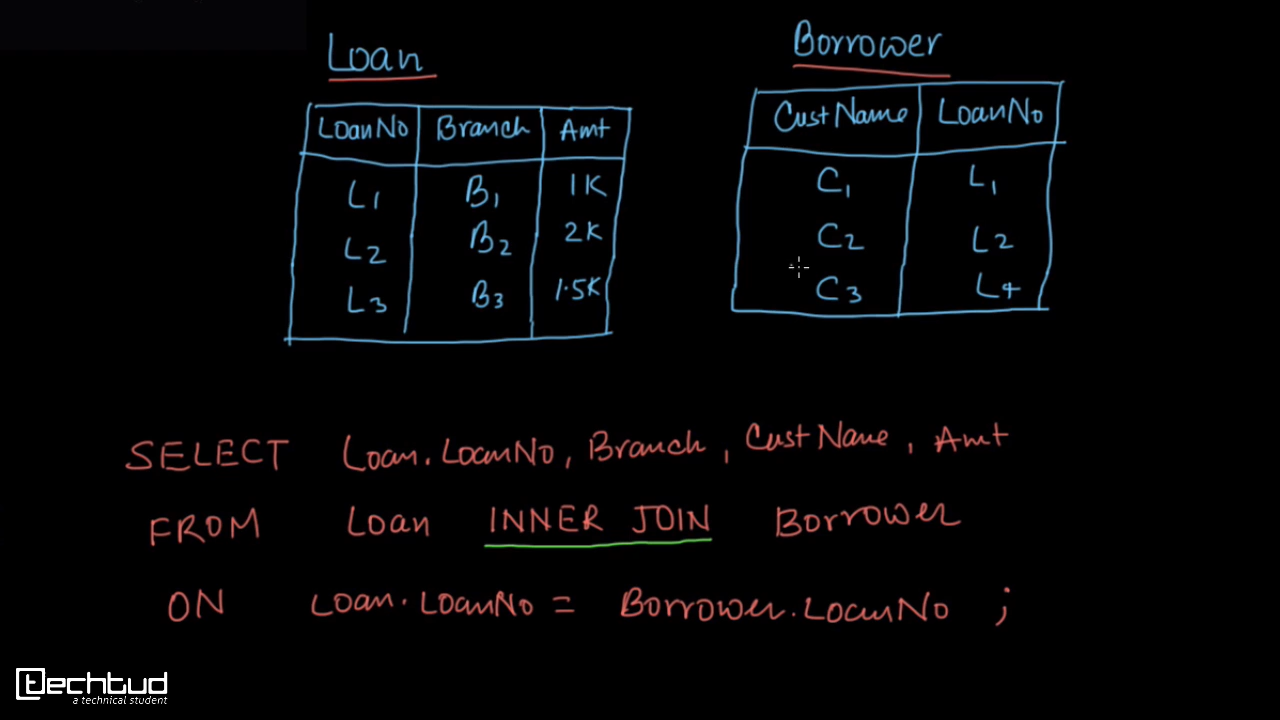 Loan
Borrower
LoanNo Branch Amt
L1 B1 1K
L2 B2 2K
L3 B3 1.5K
CustName LoanNo
C1 L1
C2 L2
C3 L4
SELECT Loan.LoanNo, Branch, CustName, Amt
FROM Loan INNER JOIN Borrower
ON Loan.LoanNo = Borrower.LoanNo ;
techtud
a technical student